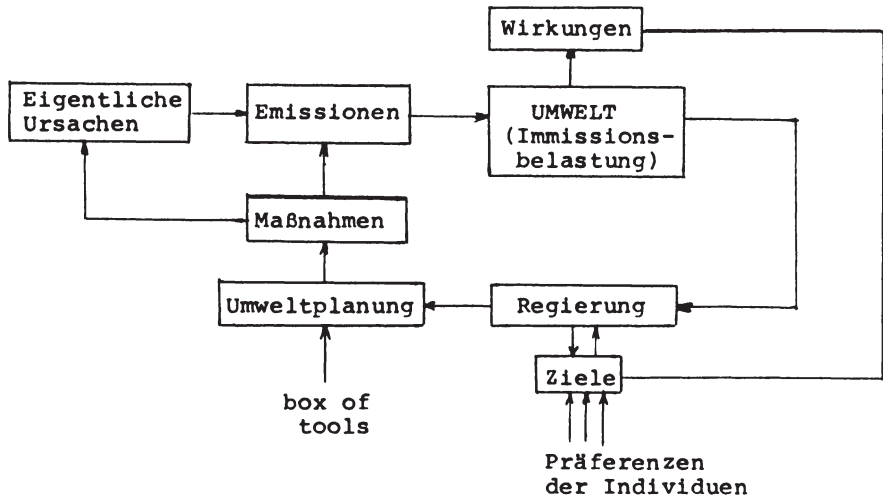 Wirkungen
Eigentliche
Ursachen
Emissionen
UMWELT
(Immissions-
belastung)
Maßnahmen
Umweltplanung
Regierung
Ziele
box of
tools
Präferenzen
der Individuen